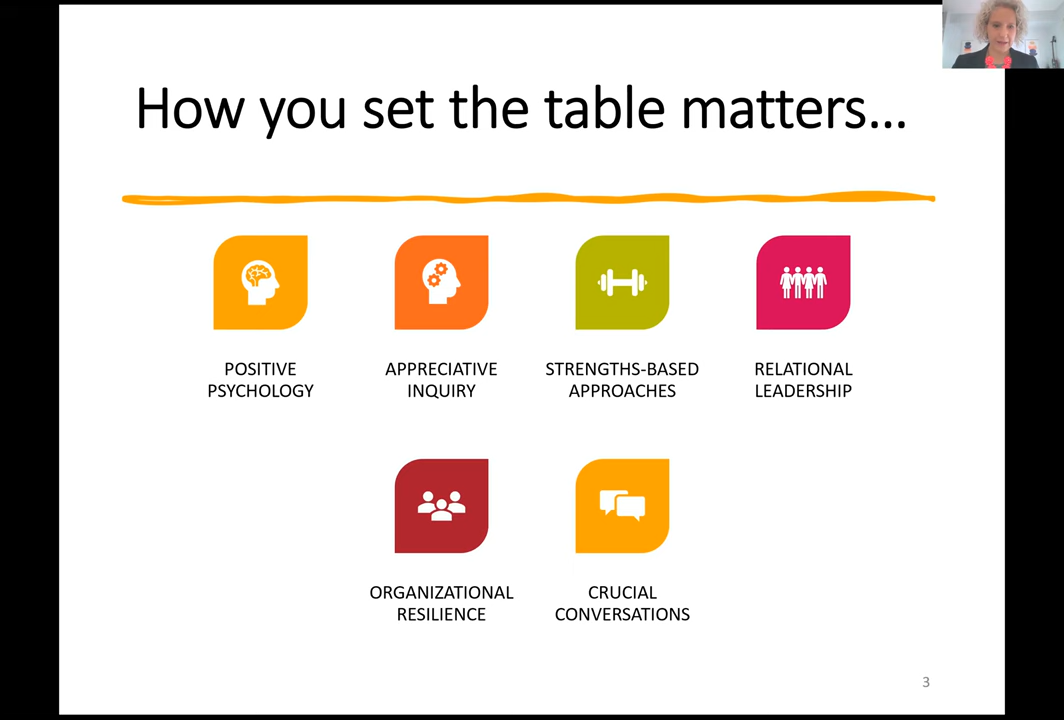 How you set the table matters...
POSITIVE
PSYCHOLOGY
APPRECIATIVE
INQUIRY
STRENGTHS-BASED
APPROACHES
RELATIONAL
LEADERSHIP
ORGANIZATIONAL
RESILIENCE
CRUCIAL
CONVERSATIONS
3